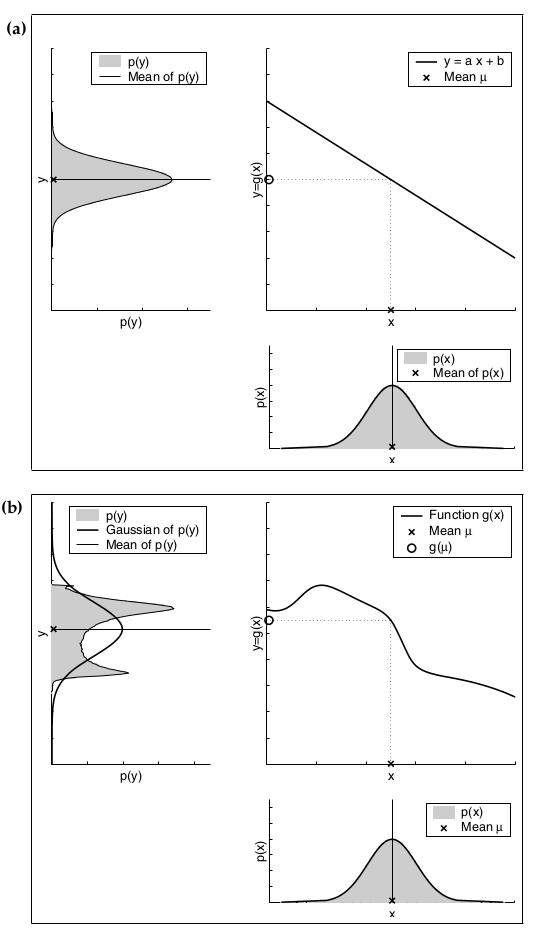 (a)
p(y)
Mean of p(y)
y
p(y)
y = a x + b
Mean μ
y=g(x)
x
p(x)
Mean of p(x)
p(x)
x
(b)
p(y)
Gaussian of p(y)
Mean of p(y)
y
p(y)
Function g(x)
Mean μ
g(μ)
y=g(x)
x
p(x)
Mean μ
p(x)
x